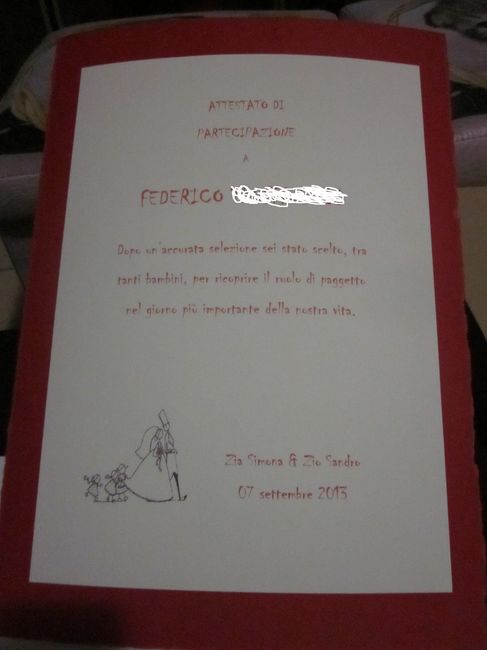 ATTESTATO DI
PARTECIPAZIONE
A
FEDERICO
Dopo un'accurata selezione sei stato scelto, tra
tanti bambini, per ricoprire il ruolo di paggetto
nel giorno più importante della nostra vita.
Zia Simona & Zio Sandro
07 settembre 2013